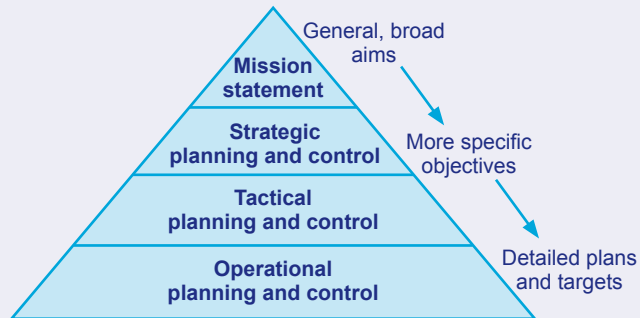 General, broad
aims
Mission
statement
Strategic
planning and control
More specific
objectives
Tactical
planning and control
Detailed plans
and targets
Operational
planning and control